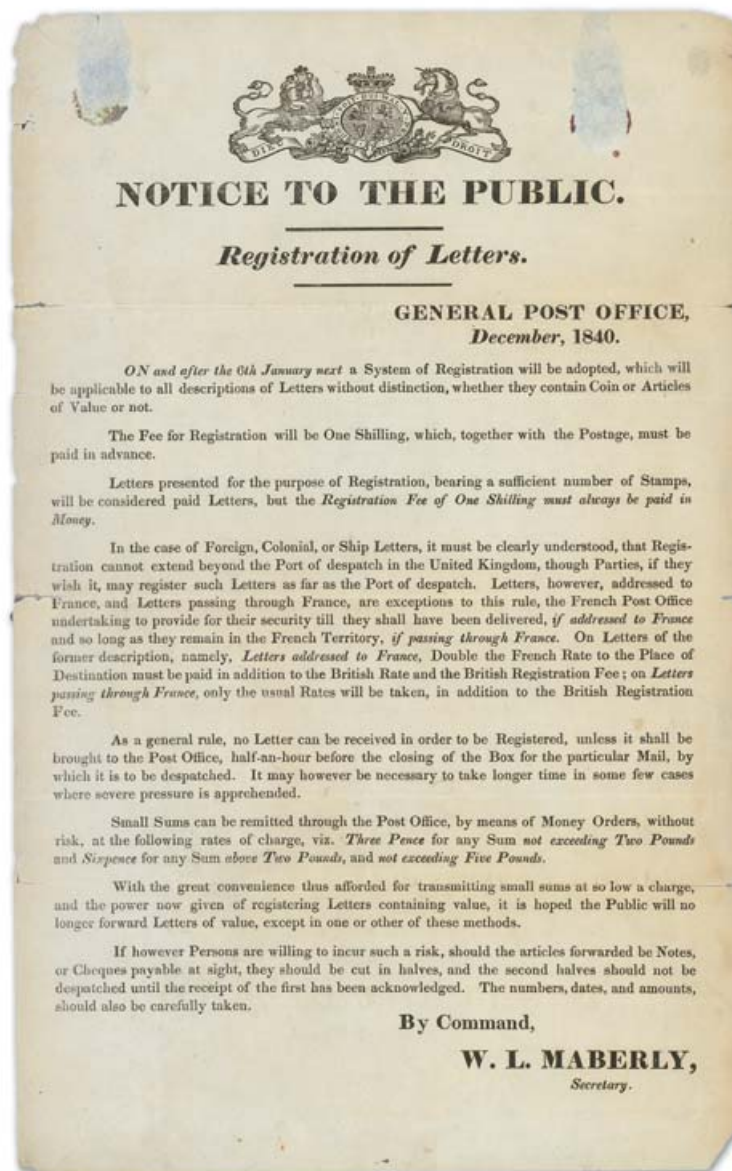 DIEU
DROIT
NOTICE TO THE PUBLIC.
Registration of Letters.
GENERAL POST OFFICE,
December, 1840.
ON and after the 6th January next a System of Registration will be adopted, which will
be applicable to all descriptions of Letters without distinction, whether they contain Coin or Articles
of Value or not.
The Fee for Registration will be One Shilling, which, together with the Postage, must be
paid in advance.
Letters presented for the purpose of Registration, bearing a sufficient number of Stamps,
will be considered paid Letters, but the Registration Fee of One Shilling must always be paid in
Money.
In the case of Foreign, Colonial, or Ship Letters, it must be clearly understood, that Regis-
tration cannot extend beyond the Port of despatch in the United Kingdom, though Parties, if they
wish it, may register such Letters as far as the Port of despatch. Letters, however, addressed to
France, and Letters passing through France, are exceptions to this rule, the French Post Office
undertaking to provide for their security till they shall have been delivered, if addressed to France
and so long as they remain in the French Territory, if passing through France. On Letters of the
former description, namely, Letters addressed to France, Double the French Rate to the Place of
Destination must be paid in addition to the British Rate and the British Registration Fee; on Letters
passing through France, only the usual Rates will be taken, in addition to the British Registration
Fee.
As a general rule, no Letter can be received in order to be Registered, unless it shall be
brought to the Post Office, half-an-hour before the closing of the Box for the particular Mail, by
which it is to be despatched. It may however be necessary to take longer time in some few cases
where severe pressure is apprehended.
Small Sums can be remitted through the Post Office, by means of Money Orders, without
risk, at the following rates of charge, viz. Three Pence for any Sum not exceeding Two Pounds
and Sixpence for any Sum above Two Pounds, and not exceeding Five Pounds.
With the great convenience thus afforded for transmitting small sums at so low a charge,
and the power now given of registering Letters containing value, it is hoped the Public will no
longer forward Letters of value, except in one or other of these methods.
If however Persons are willing to incur such a risk, should the articles forwarded be Notes,
or Cheques payable at sight, they should be cut in halves, and the second halves should not be
despatched until the receipt of the first has been acknowledged. The numbers, dates, and amounts,
should also be carefully taken.
By Command,
W. L. MABERLY,
Secretary.